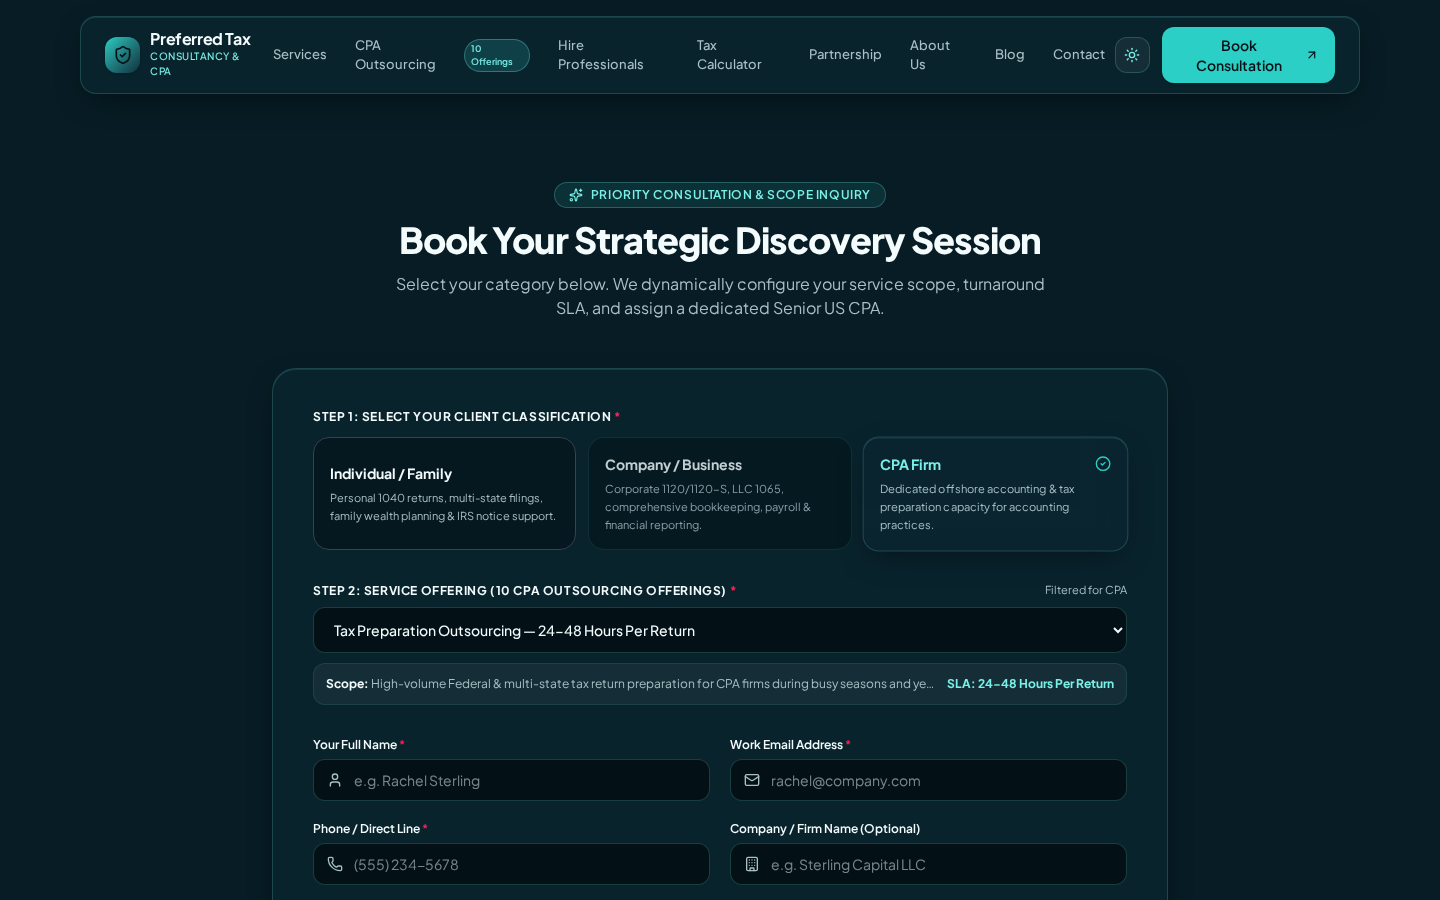 Preferred Tax
CONSULTANCY &
CPA
Services
CPA
Outsourcing
10
Offerings
Hire
Professionals
Tax
Calculator
Partnership
About
Us
Blog
Contact
Book
Consultation
PRIORITY CONSULTATION & SCOPE INQUIRY
Book Your Strategic Discovery Session
Select your category below. We dynamically configure your service scope, turnaround
SLA, and assign a dedicated Senior US CPA.
STEP 1: SELECT YOUR CLIENT CLASSIFICATION *
Individual / Family
Personal 1040 returns, multi-state filings,
family wealth planning & IRS notice support.
Company / Business
Corporate 1120/1120-S, LLC 1065,
comprehensive bookkeeping, payroll &
financial reporting.
CPA Firm
Dedicated offshore accounting & tax
preparation capacity for accounting
practices.
STEP 2: SERVICE OFFERING (10 CPA OUTSOURCING OFFERINGS) *
Filtered for CPA
Tax Preparation Outsourcing — 24–48 Hours Per Return
Scope: High-volume Federal & multi-state tax return preparation for CPA firms during busy seasons and ye...
SLA: 24–48 Hours Per Return
Your Full Name *
Work Email Address *
e.g. Rachel Sterling
rachel@company.com
Phone / Direct Line *
Company / Firm Name (Optional)
(555) 234-5678
e.g. Sterling Capital LLC